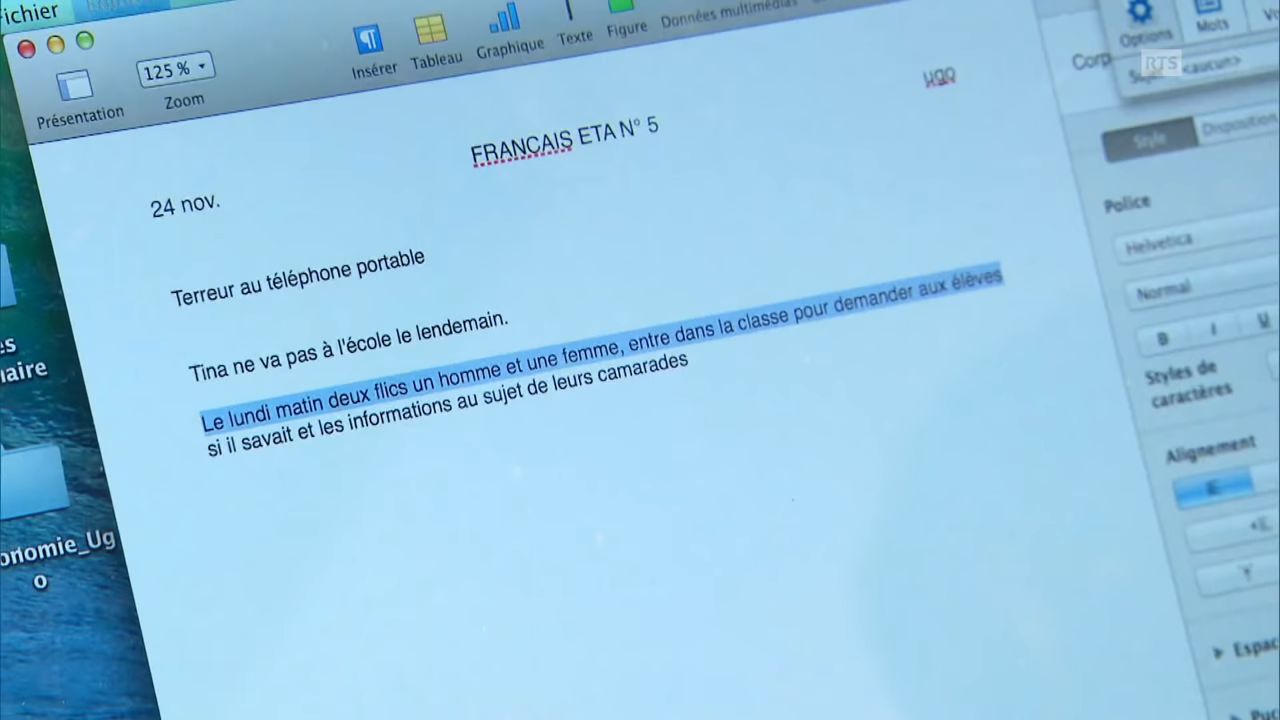 Fichier
Présentation
125 %
Zoom
Insérer
Tableau
Graphique
Texte
Figure
Données multimédias
Options
Mots
RTS
<aucun>
ugo
FRANCAIS ETA N° 5
24 nov.
Terreur au téléphone portable
Tina ne va pas à l'école le lendemain.
Le lundi matin deux flics un homme et une femme, entre dans la classe pour demander aux élèves
si il savait et les informations au sujet de leurs camarades
Style
Disposition
Police
Helvetica
Normal
B I U
Styles de
caractères
Alignement
onomie_Ug
o